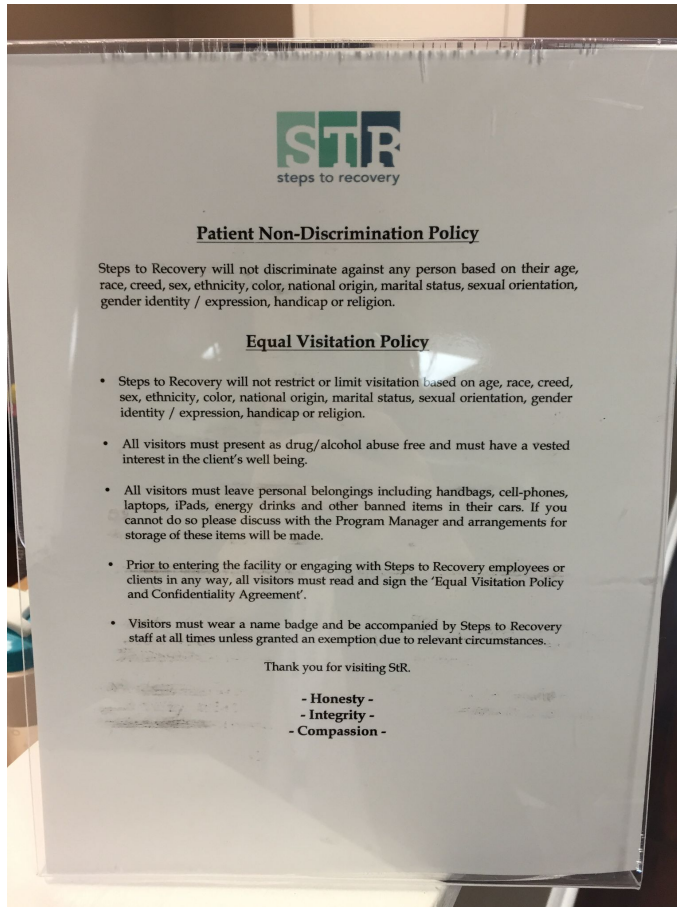 STR
steps to recovery
Patient Non-Discrimination Policy
Steps to Recovery will not discriminate against any person based on their age,
race, creed, sex, ethnicity, color, national origin, marital status, sexual orientation,
gender identity / expression, handicap or religion.
Equal Visitation Policy
• Steps to Recovery will not restrict or limit visitation based on age, race, creed,
sex, ethnicity, color, national origin, marital status, sexual orientation, gender
identity / expression, handicap or religion.
• All visitors must present as drug/alcohol abuse free and must have a vested
interest in the client's well being.
• All visitors must leave personal belongings including handbags, cell-phones,
laptops, iPads, energy drinks and other banned items in their cars. If you
cannot do so please discuss with the Program Manager and arrangements for
storage of these items will be made.
• Prior to entering the facility or engaging with Steps to Recovery employees or
clients in any way, all visitors must read and sign the 'Equal Visitation Policy
and Confidentiality Agreement'.
• Visitors must wear a name badge and be accompanied by Steps to Recovery
staff at all times unless granted an exemption due to relevant circumstances.
Thank you for visiting StR.
- Honesty -
- Integrity -
- Compassion -